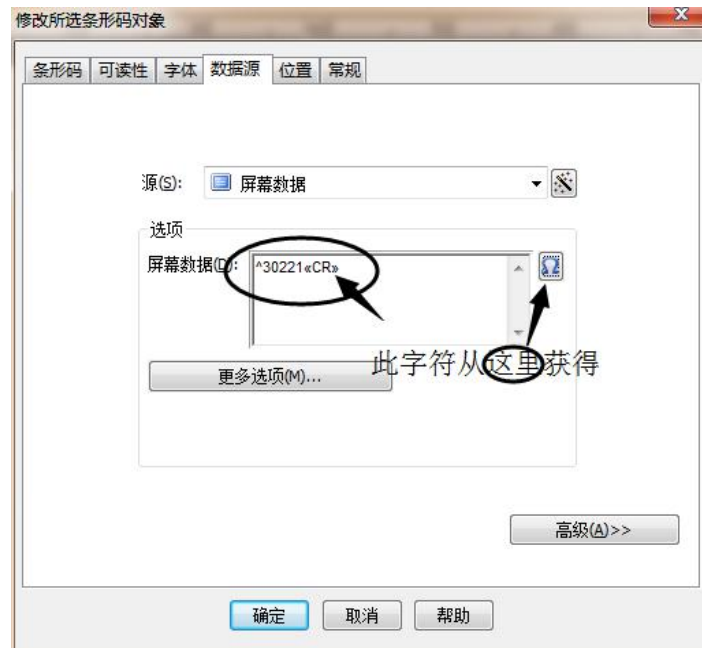 修改所选条形码对象
条形码 可读性 字体 数据源 位置 常规
源(S): 屏幕数据
选项
屏幕数据(D): ^30221«CR»
此字符从这里获得
更多选项(M)...
高级(A)>>
确定 取消 帮助